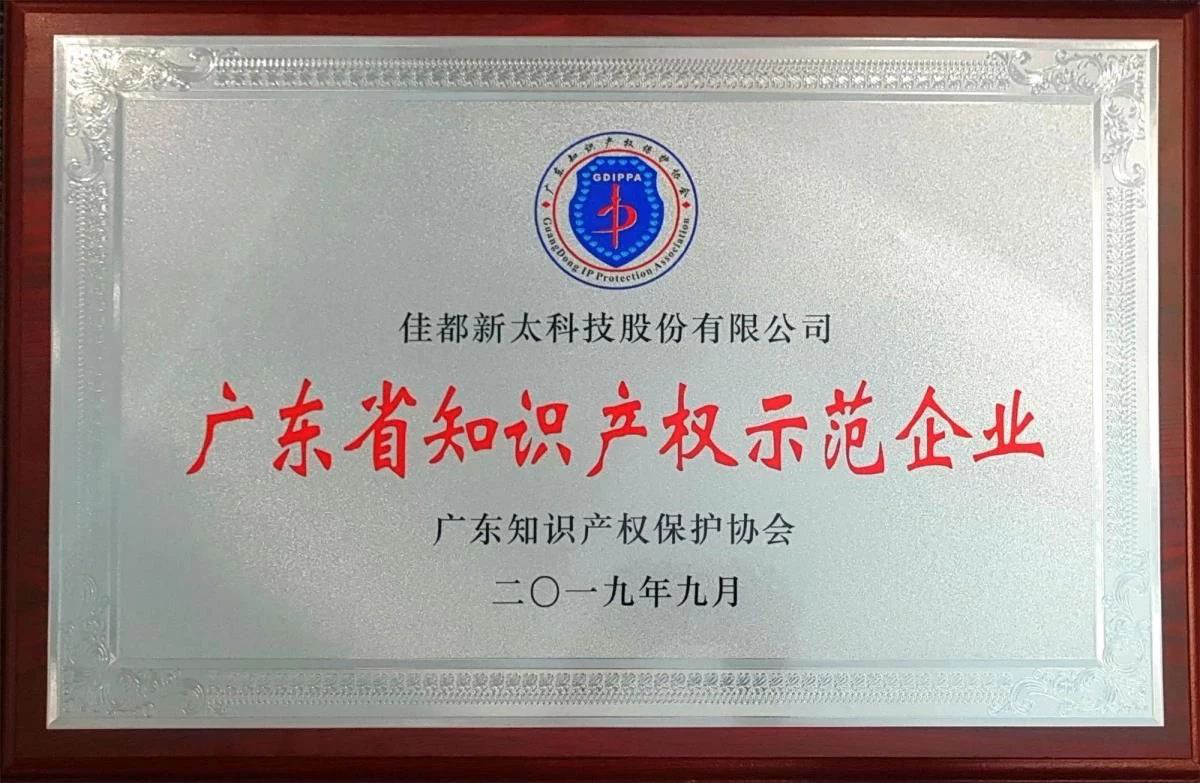 广东知识产权保护协会
GDIPPA
GuangDong IP Protection Association
佳都新太科技股份有限公司
广东省知识产权示范企业
广东知识产权保护协会
二〇一九年九月